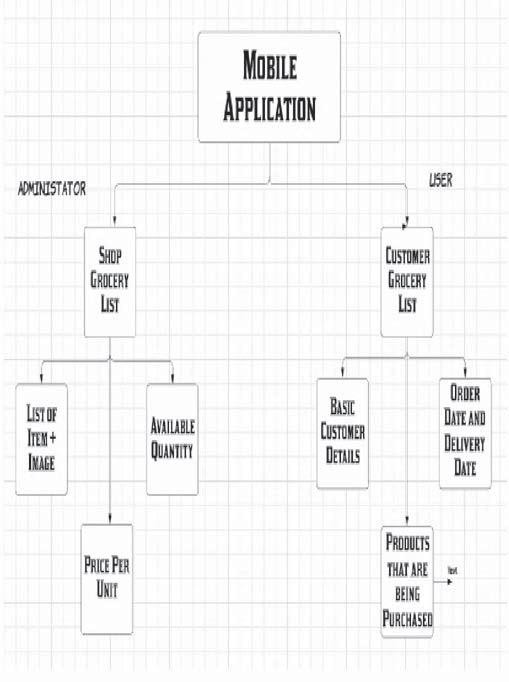 MOBILE
APPLICATION
ADMINISTATOR
USER
SHOP
GROCERY
LIST
CUSTOMER
GROCERY
LIST
LIST OF
ITEM +
IMAGE
AVAILABLE
QUANTITY
BASIC
CUSTOMER
DETAILS
ORDER
DATE AND
DELIVERY
DATE
PRICE PER
UNIT
PRODUCTS
THAT ARE
BEING
PURCHASED